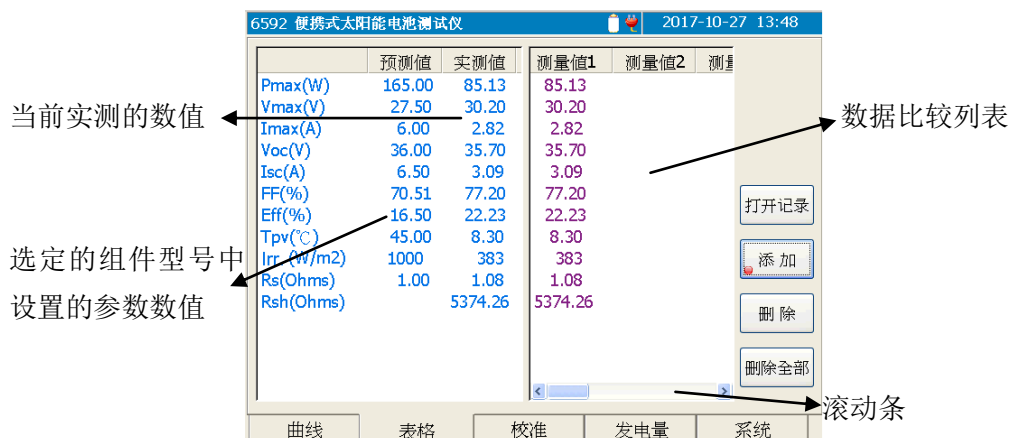 6592 便携式太阳能电池测试仪 2017-10-27 13:48
预测值 实测值 测量值1 测量值2 测量
Pmax(W) 165.00 85.13 85.13
Vmax(V) 27.50 30.20 30.20
Imax(A) 6.00 2.82 2.82
Voc(V) 36.00 35.70 35.70
Isc(A) 6.50 3.09 3.09
FF(%) 70.51 77.20 77.20
Eff(%) 16.50 22.23 22.23
Tpv(℃) 45.00 8.30 8.30
Irr (W/m2) 1000 383 383
Rs(Ohms) 1.00 1.08 1.08
Rsh(Ohms) 5374.26 5374.26
当前实测的数值
选定的组件型号中
设置的参数数值
数据比较列表
打开记录
添加
删除
删除全部
滚动条
曲线 表格 校准 发电量 系统